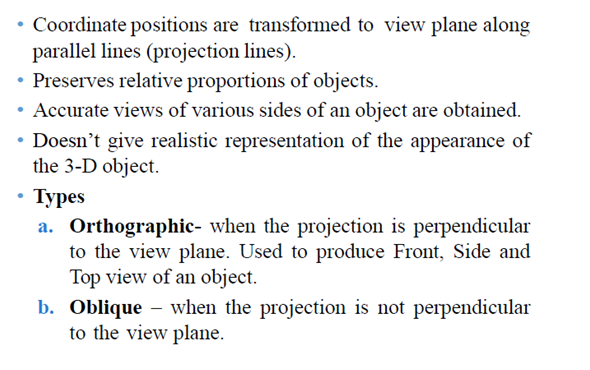 • Coordinate positions are transformed to view plane along
parallel lines (projection lines).
• Preserves relative proportions of objects.
• Accurate views of various sides of an object are obtained.
• Doesn’t give realistic representation of the appearance of
the 3-D object.
• Types
a. Orthographic- when the projection is perpendicular
to the view plane. Used to produce Front, Side and
Top view of an object.
b. Oblique – when the projection is not perpendicular
to the view plane.